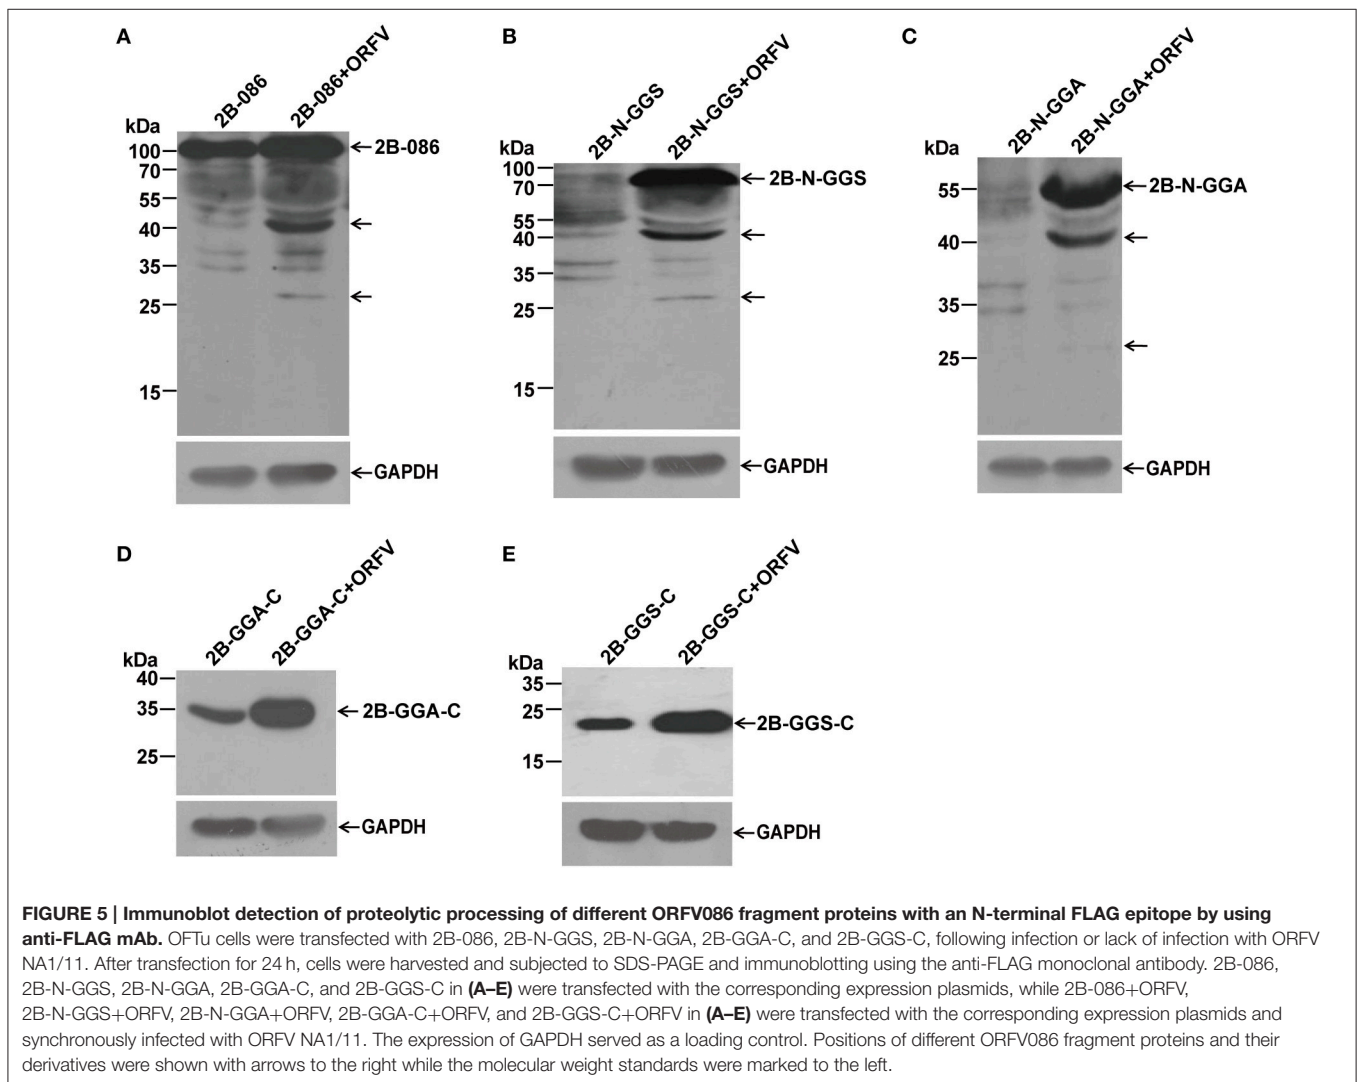 A
2B-086
2B-086+ORFV
kDa
100
70
55
40
35
25
15
2B-086
GAPDH
B
2B-N-GGS
2B-N-GGS+ORFV
kDa
100
70
55
40
35
25
15
2B-N-GGS
GAPDH
C
2B-N-GGA
2B-N-GGA+ORFV
kDa
55
40
35
25
2B-N-GGA
GAPDH
D
2B-GGA-C
2B-GGA-C+ORFV
kDa
40
35
25
2B-GGA-C
GAPDH
E
2B-GGS-C
2B-GGS-C+ORFV
kDa
35
25
15
2B-GGS-C
GAPDH
FIGURE 5 | Immunoblot detection of proteolytic processing of different ORFV086 fragment proteins with an N-terminal FLAG epitope by using
anti-FLAG mAb. OFTu cells were transfected with 2B-086, 2B-N-GGS, 2B-N-GGA, 2B-GGA-C, and 2B-GGS-C, following infection or lack of infection with ORFV
NA1/11. After transfection for 24 h, cells were harvested and subjected to SDS-PAGE and immunoblotting using the anti-FLAG monoclonal antibody. 2B-086,
2B-N-GGS, 2B-N-GGA, 2B-GGA-C, and 2B-GGS-C in (A–E) were transfected with the corresponding expression plasmids, while 2B-086+ORFV,
2B-N-GGS+ORFV, 2B-N-GGA+ORFV, 2B-GGA-C+ORFV, and 2B-GGS-C+ORFV in (A–E) were transfected with the corresponding expression plasmids and
synchronously infected with ORFV NA1/11. The expression of GAPDH served as a loading control. Positions of different ORFV086 fragment proteins and their
derivatives were shown with arrows to the right while the molecular weight standards were marked to the left.